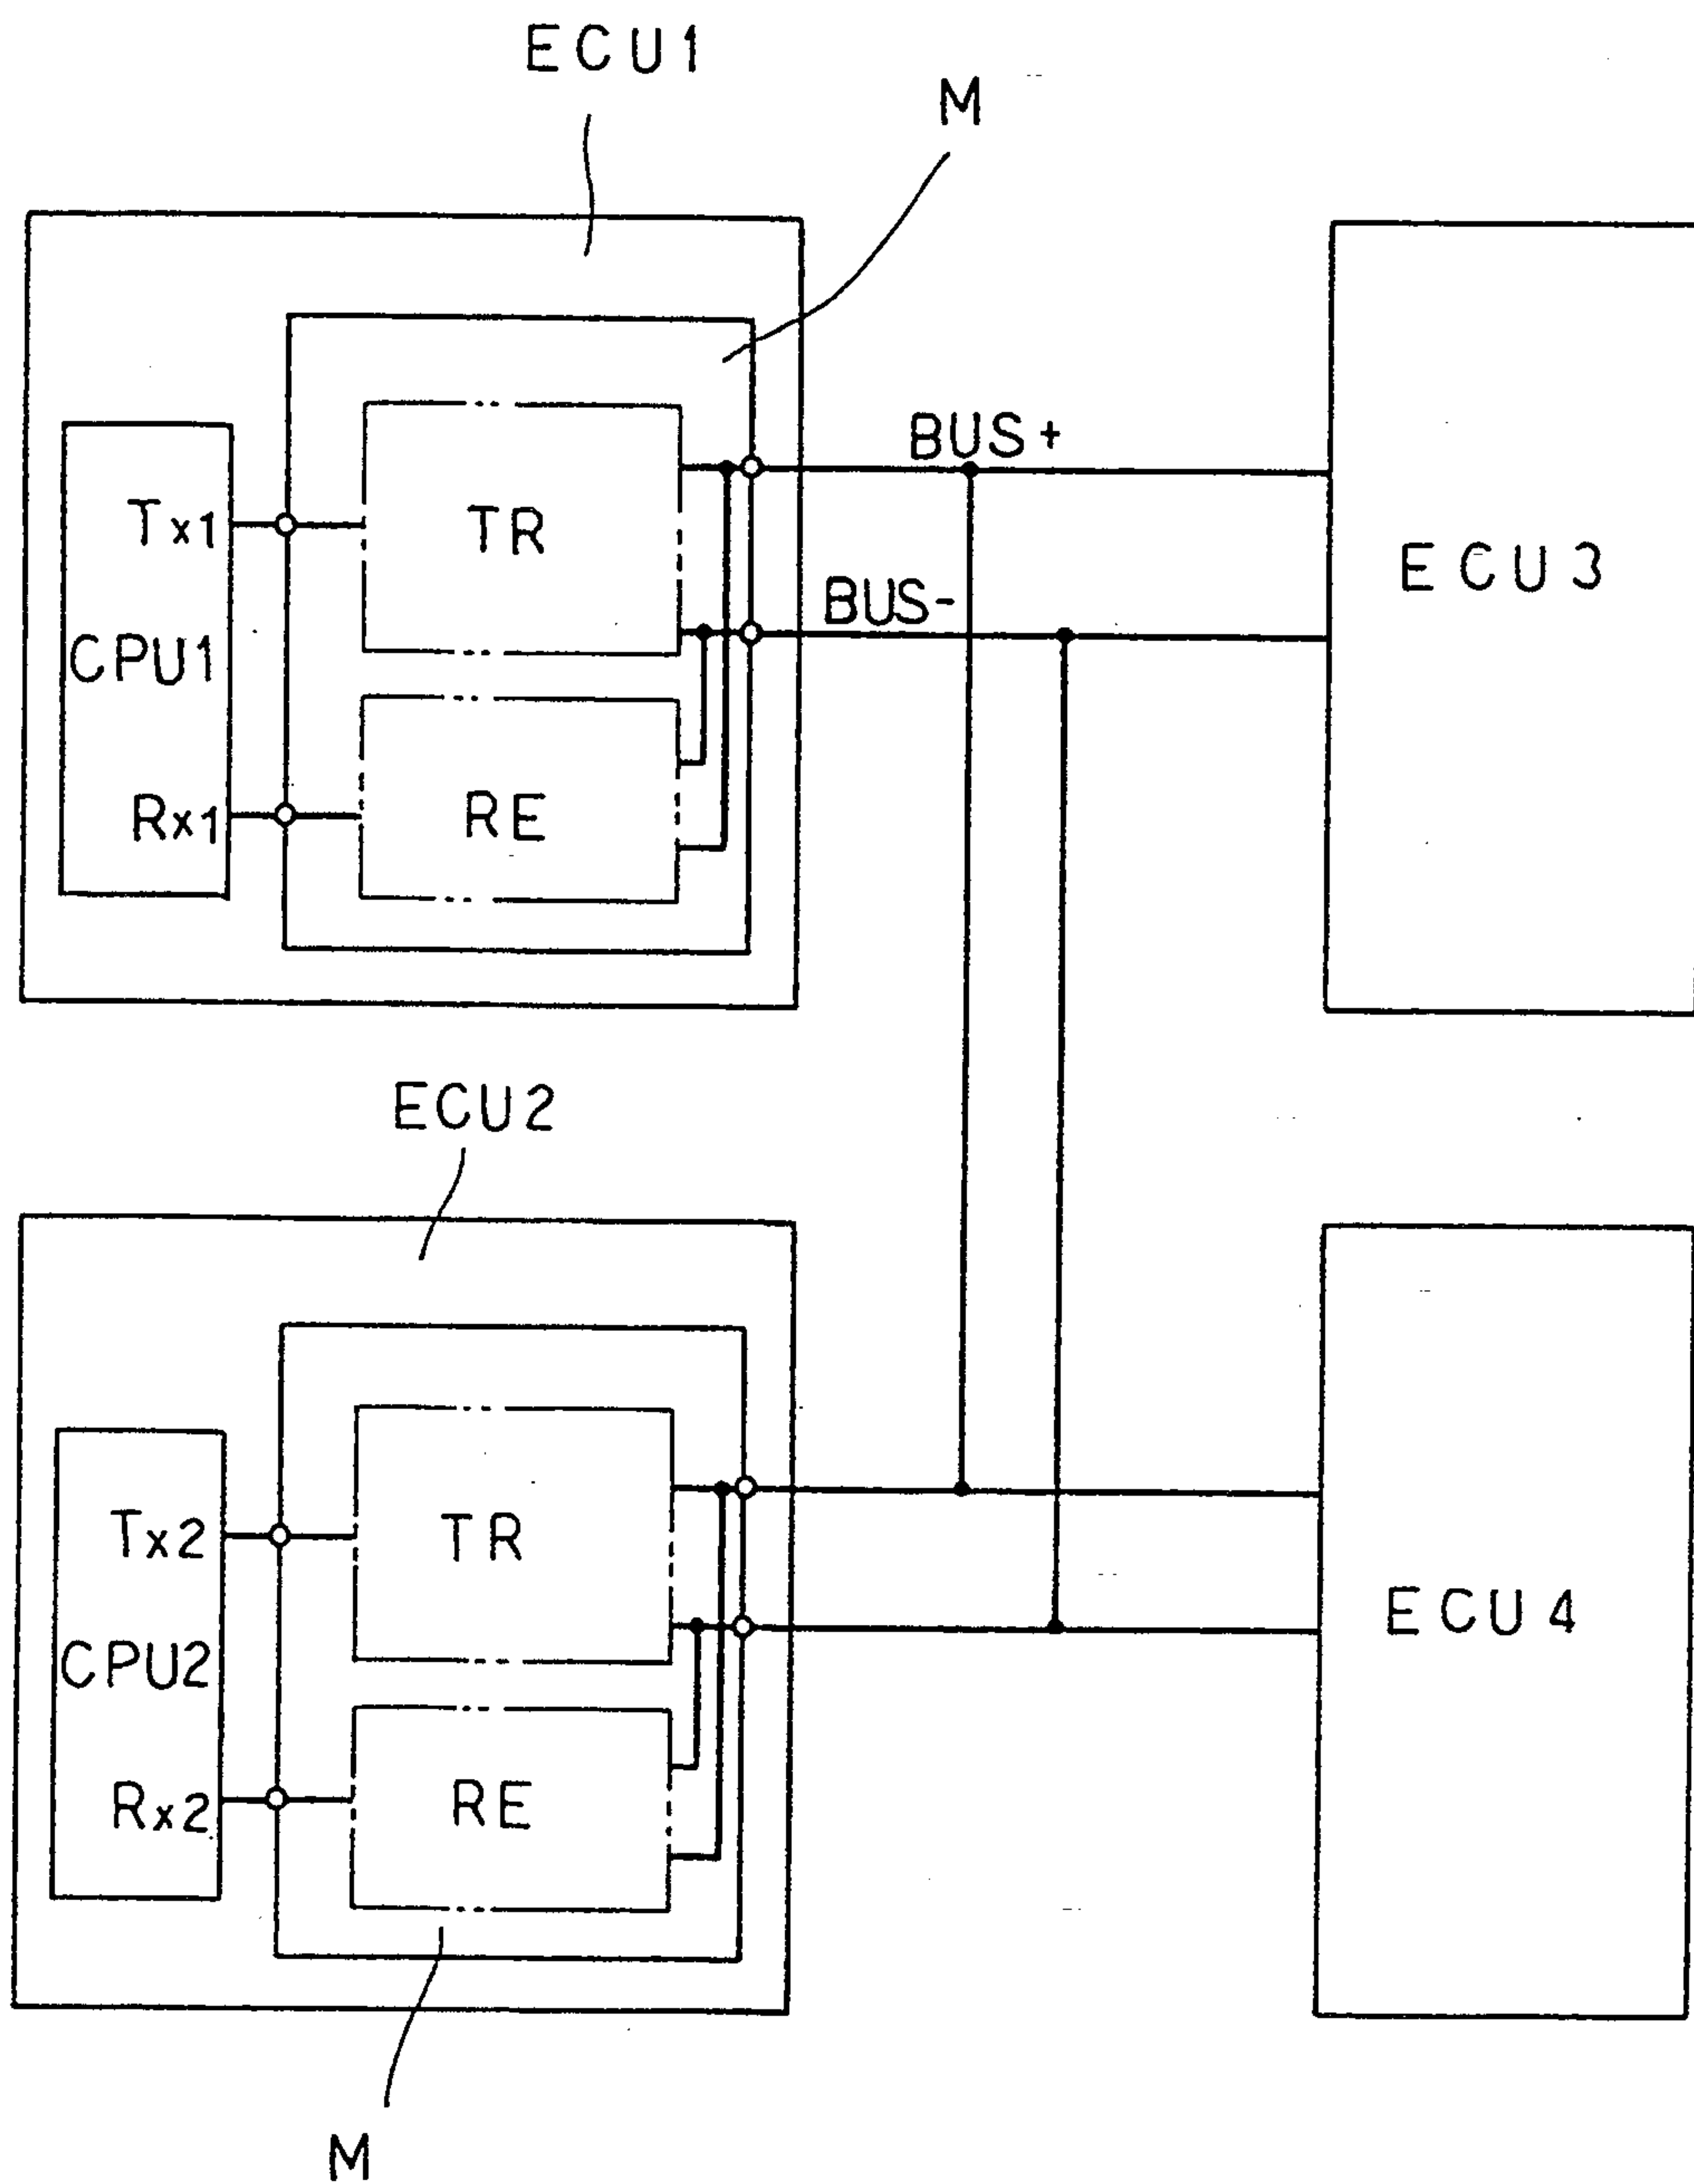 ECU1
M
BUS+
Tx1
TR
ECU3
BUS-
CPU1
Rx1
RE
ECU2
Tx2
TR
ECU4
CPU2
Rx2
RE
M